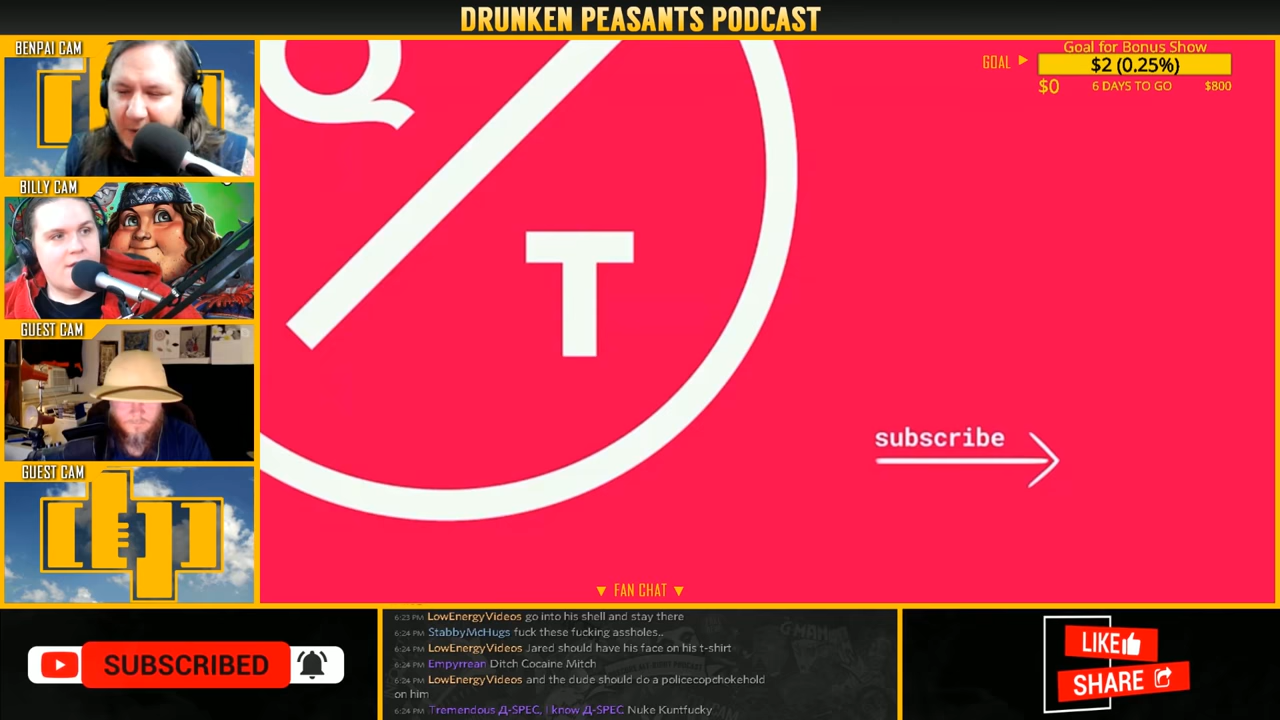 DRUNKEN PEASANTS PODCAST
BENPAI CAM
BILLY CAM
GUEST CAM
GUEST CAM
Q
T
subscribe
GOAL
Goal for Bonus Show
$2 (0.25%)
$0 6 DAYS TO GO $800
▼ FAN CHAT ▼
6:23 PM LowEnergyVideos go into his shell and stay there
6:24 PM StabbyMcHugs fuck these fucking assholes..
6:24 PM LowEnergyVideos Jared should have his face on his t-shirt
6:24 PM Empyrrean Ditch Cocaine Mitch
6:24 PM LowEnergyVideos and the dude should do a policecopchokehold
on him
6:24 PM Tremendous Д-SPEC, I know Д-SPEC Nuke Kuntfucky
SUBSCRIBED
LIKE
SHARE